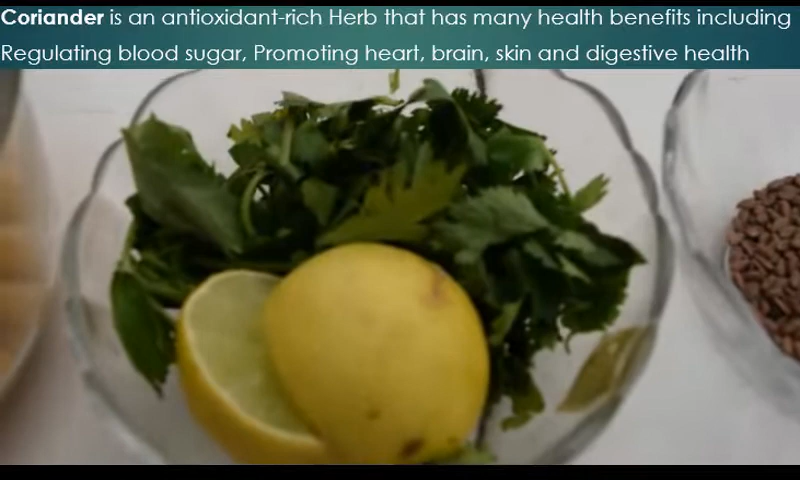 Coriander is an antioxidant-rich Herb that has many health benefits including
Regulating blood sugar, Promoting heart, brain, skin and digestive health